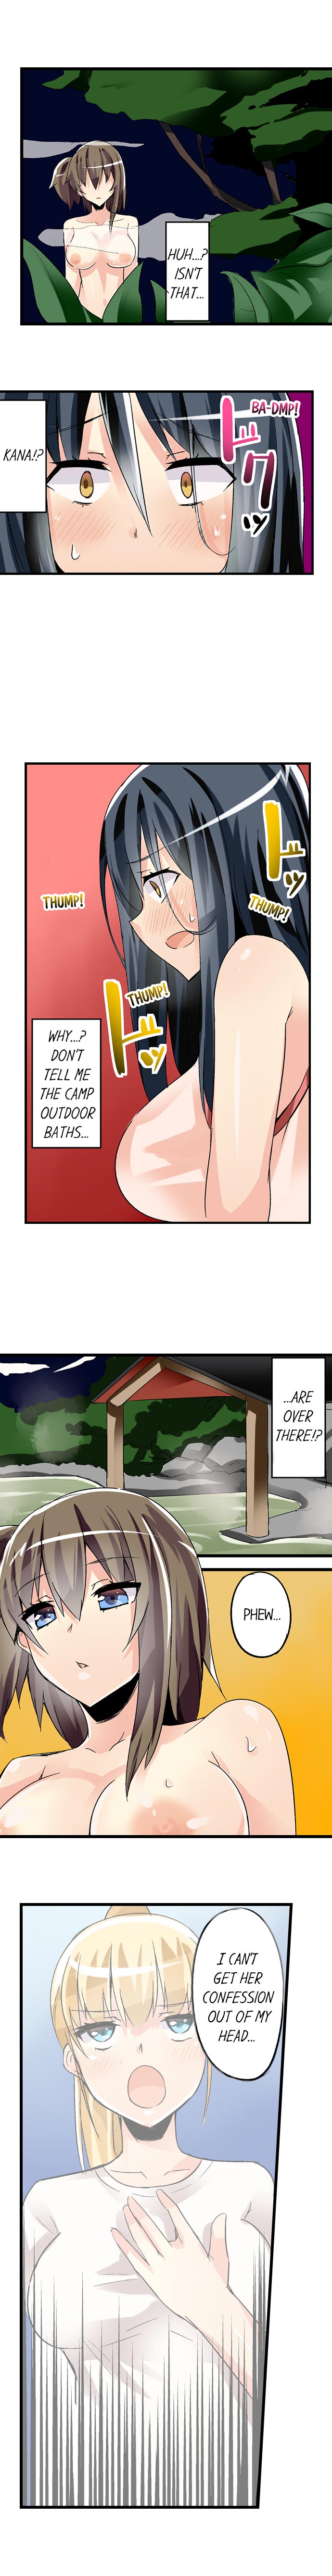 HUH...?
ISN'T
THAT...
BA-DMP!
ドクッ
KANA!?
ドッ
THUMP!
THUMP!
THUMP!
ドッ
WHY...?
DON'T
TELL ME
THE CAMP
OUTDOOR
BATHS...
...ARE
OVER
THERE!?
PHEW...
I CAN'T
GET HER
CONFESSION
OUT OF MY
HEAD...